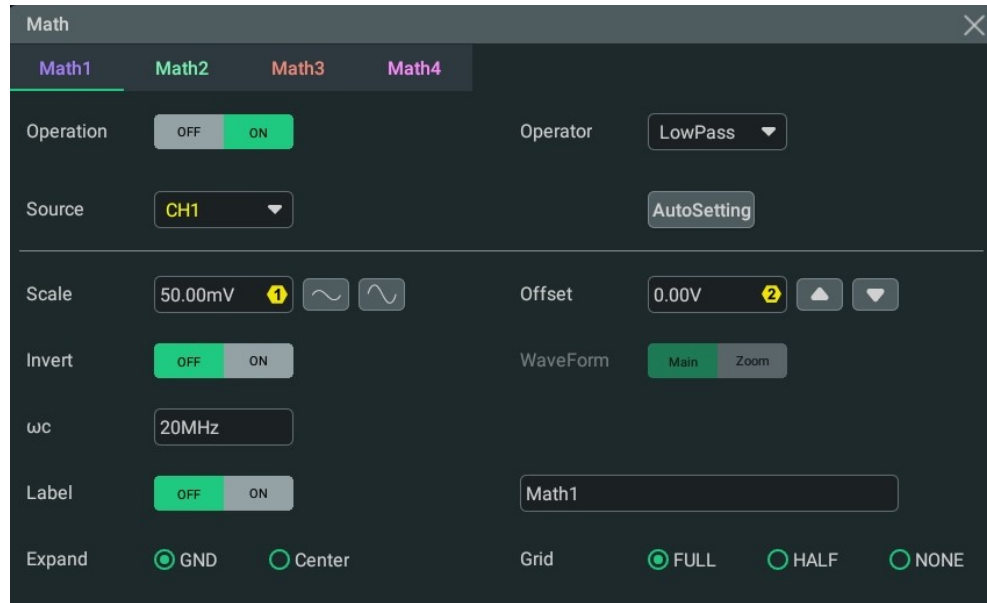 Math
Math1 Math2 Math3 Math4
Operation OFF ON Operator LowPass
Source CH1 AutoSetting
Scale 50.00mV 1 Offset 0.00V 2
Invert OFF ON WaveForm Main Zoom
ωc 20MHz
Label OFF ON Math1
Expand GND Center Grid FULL HALF NONE